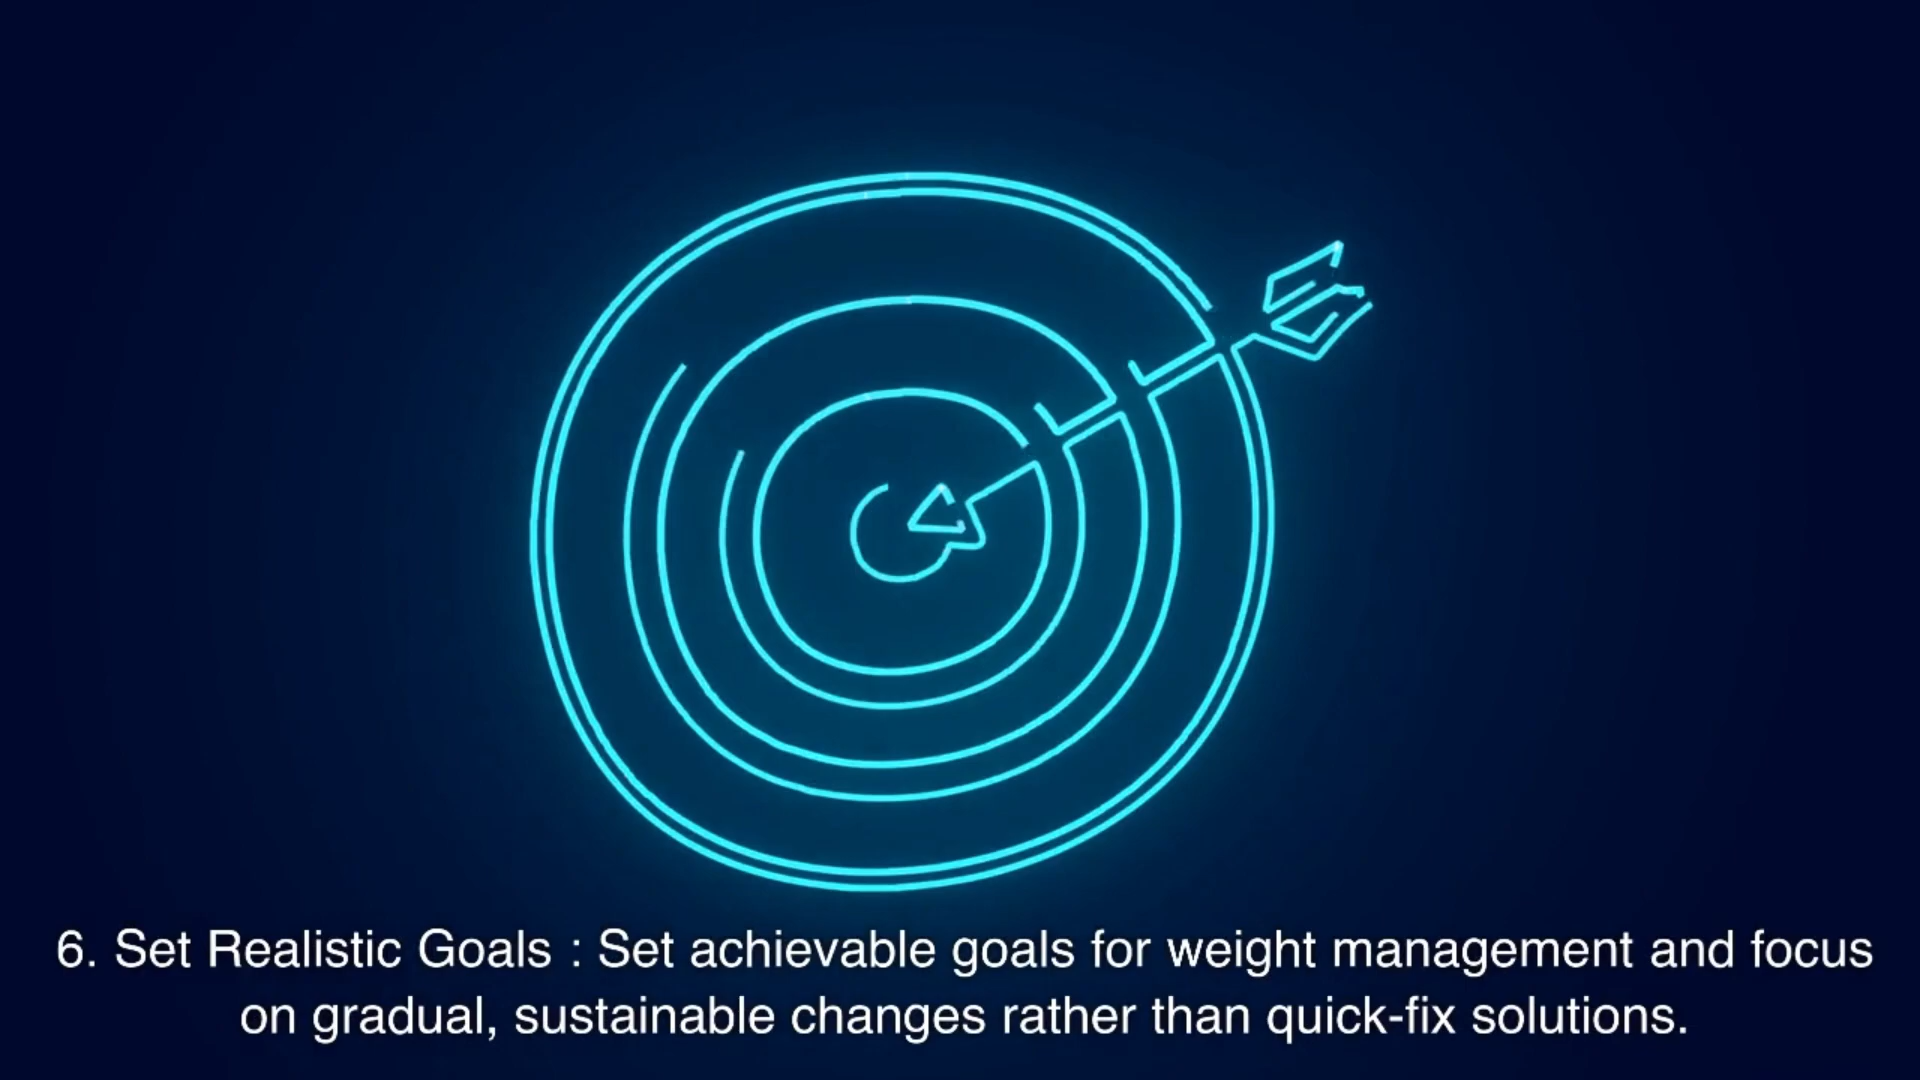 6. Set Realistic Goals : Set achievable goals for weight management and focus
on gradual, sustainable changes rather than quick-fix solutions.